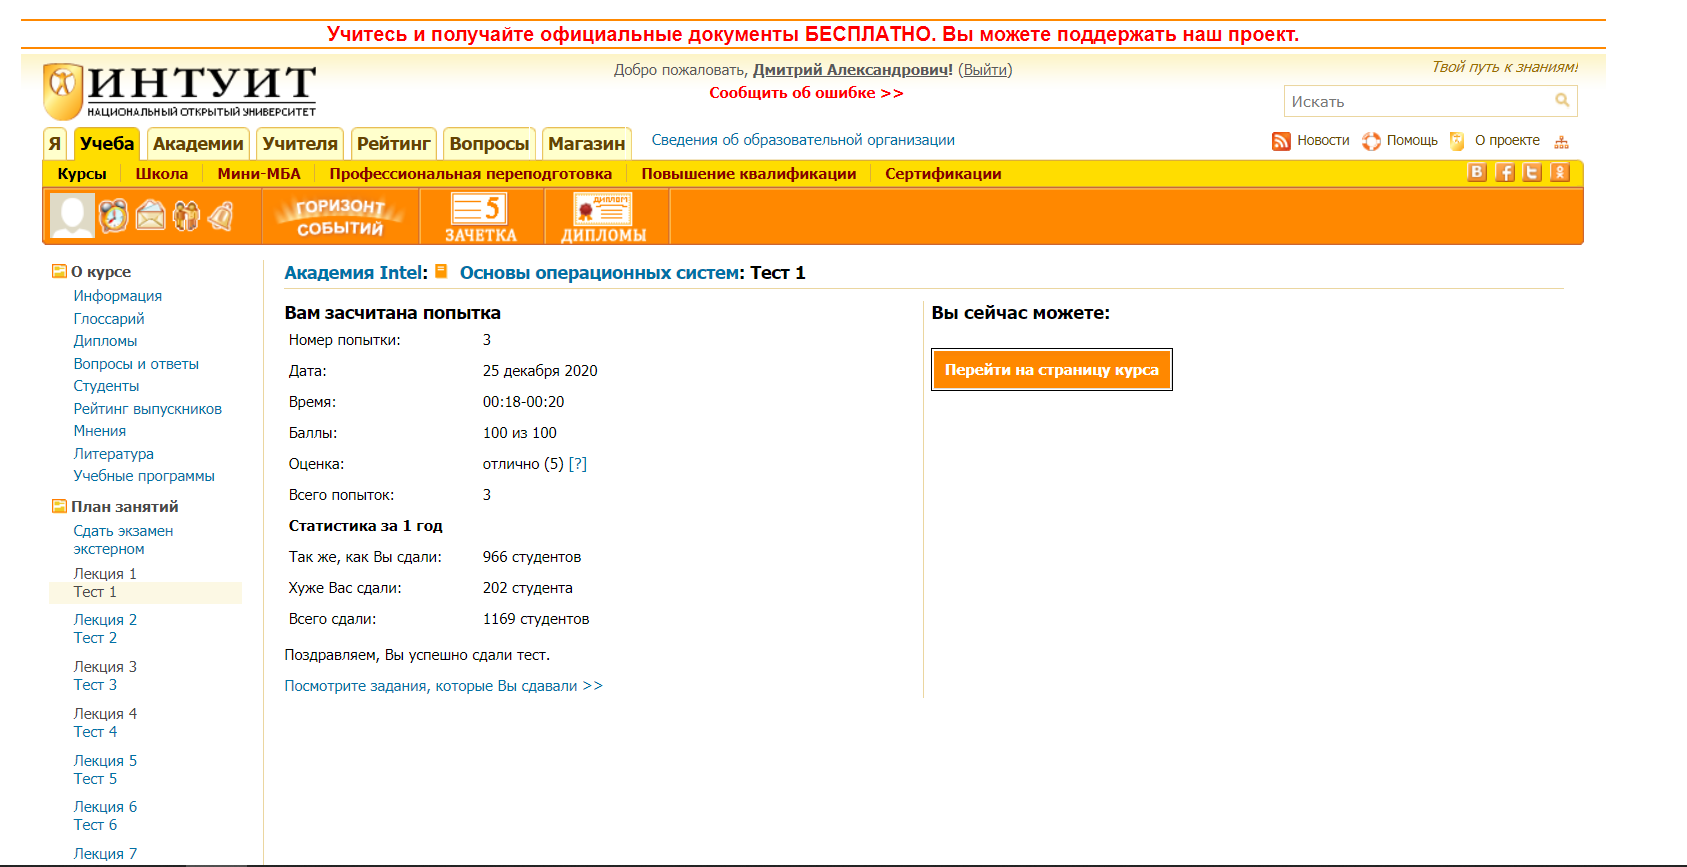 Учитесь и получайте официальные документы БЕСПЛАТНО. Вы можете поддержать наш проект.
ИНТУИТ
НАЦИОНАЛЬНЫЙ ОТКРЫТЫЙ УНИВЕРСИТЕТ
Добро пожаловать, Дмитрий Александрович! (Выйти)
Сообщить об ошибке >>
Твой путь к знаниям!
Искать
Я Учеба Академии Учителя Рейтинг Вопросы Магазин Сведения об образовательной организации
Новости Помощь О проекте
Курсы Школа Мини-МБА Профессиональная переподготовка Повышение квалификации Сертификации
ГОРИЗОНТ СОБЫТИЙ
5
ЗАЧЕТКА
ДИПЛОМ
ДИПЛОМЫ
О курсе
Информация
Глоссарий
Дипломы
Вопросы и ответы
Студенты
Рейтинг выпускников
Мнения
Литература
Учебные программы
План занятий
Сдать экзамен
экстерном
Лекция 1
Тест 1
Лекция 2
Тест 2
Лекция 3
Тест 3
Лекция 4
Тест 4
Лекция 5
Тест 5
Лекция 6
Тест 6
Лекция 7
Академия Intel: Основы операционных систем: Тест 1
Вам засчитана попытка
Номер попытки: 3
Дата: 25 декабря 2020
Время: 00:18-00:20
Баллы: 100 из 100
Оценка: отлично (5) [?]
Всего попыток: 3
Статистика за 1 год
Так же, как Вы сдали: 966 студентов
Хуже Вас сдали: 202 студента
Всего сдали: 1169 студентов
Поздравляем, Вы успешно сдали тест.
Посмотрите задания, которые Вы сдавали >>
Вы сейчас можете:
Перейти на страницу курса